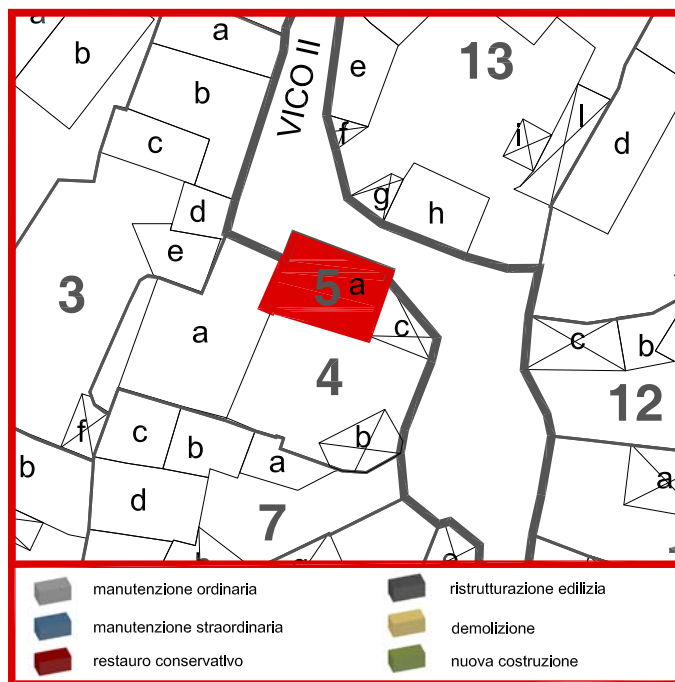 a
b
a
VICO II
e
13
b
c
f
i
l
d
d
g
h
e
3
5
a
a
c
c
b
4
12
f
c
b
a
b
b
d
7
a
manutenzione ordinaria
ristrutturazione edilizia
manutenzione straordinaria
demolizione
restauro conservativo
nuova costruzione